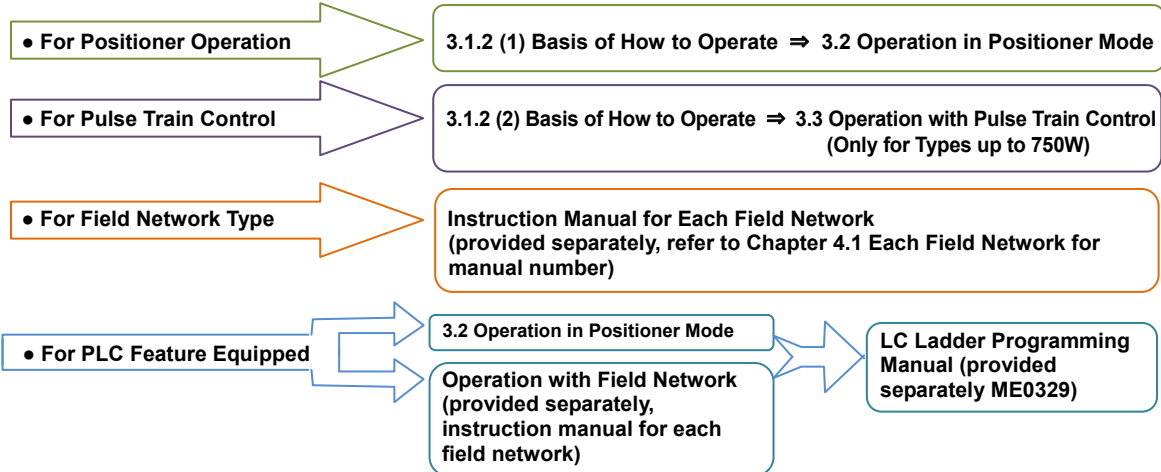 ● For Positioner Operation
3.1.2 (1) Basis of How to Operate ⇒ 3.2 Operation in Positioner Mode
● For Pulse Train Control
3.1.2 (2) Basis of How to Operate ⇒ 3.3 Operation with Pulse Train Control
(Only for Types up to 750W)
● For Field Network Type
Instruction Manual for Each Field Network
(provided separately, refer to Chapter 4.1 Each Field Network for
manual number)
● For PLC Feature Equipped
3.2 Operation in Positioner Mode
Operation with Field Network
(provided separately,
instruction manual for each
field network)
LC Ladder Programming
Manual (provided
separately ME0329)